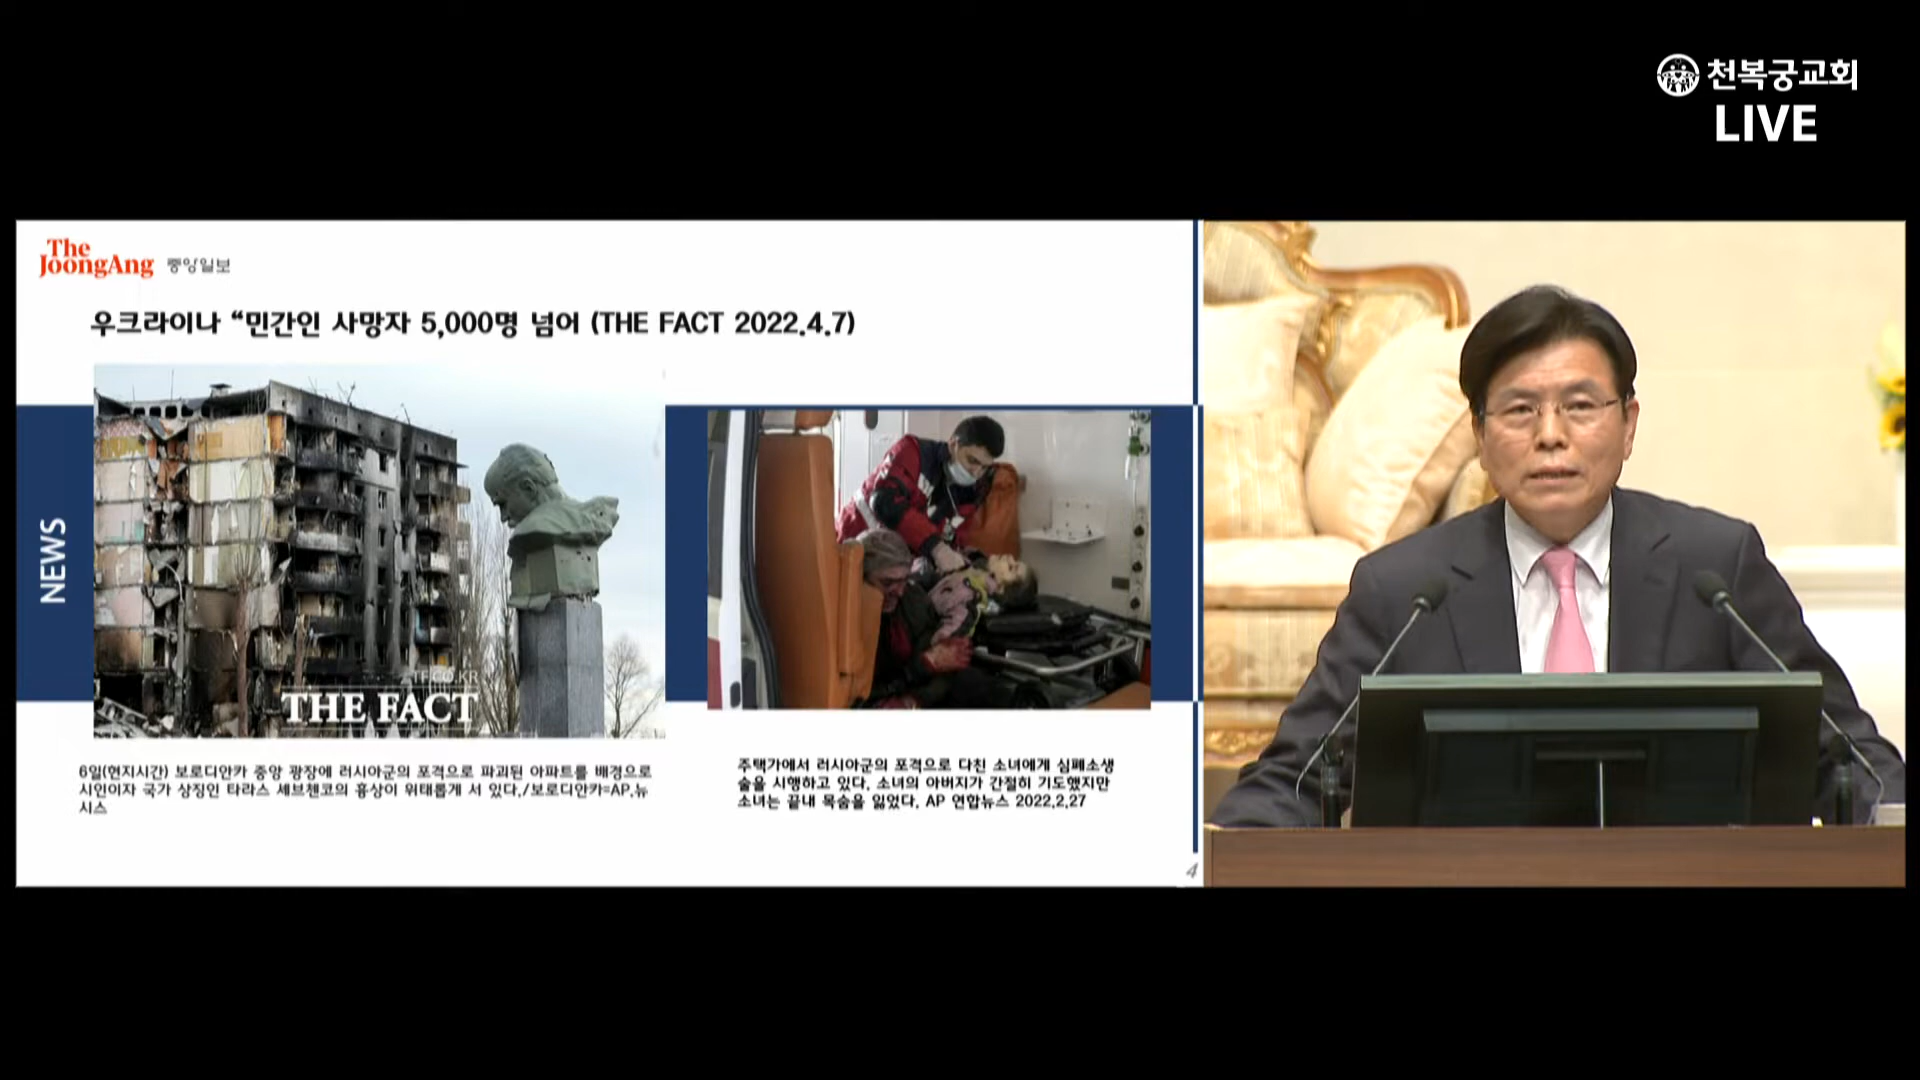 천복궁교회
LIVE
The
JoongAng 중앙일보
우크라이나 “민간인 사망자 5,000명 넘어 (THE FACT 2022.4.7)
NEWS
TF.CO.KR
THE FACT
6일(현지시간) 보로디안카 중앙 광장에 러시아군의 포격으로 파괴된 아파트를 배경으로
시인이자 국가 상징인 타라스 셰브첸코의 흉상이 위태롭게 서 있다./보로디안카=AP.뉴
시스
주택가에서 러시아군의 포격으로 다친 소녀에게 심폐소생
술을 시행하고 있다. 소녀의 아버지가 간절히 기도했지만
소녀는 끝내 목숨을 잃었다. AP 연합뉴스 2022.2.27
4